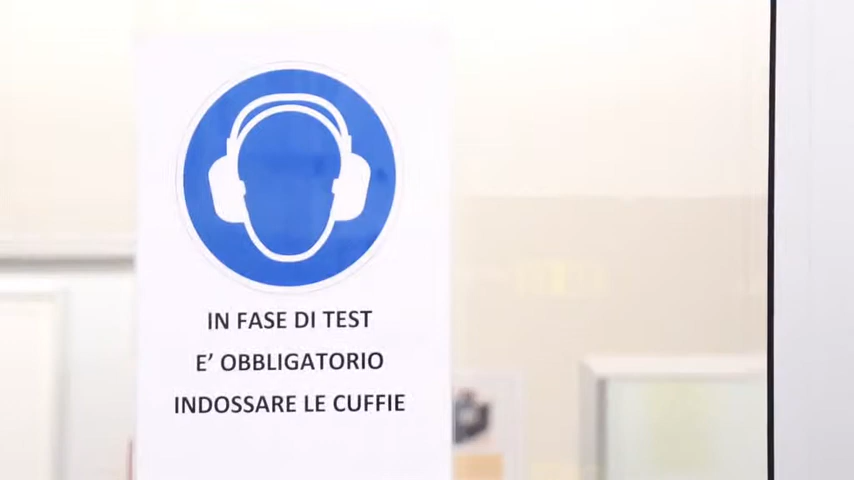 IN FASE DI TEST
E’ OBBLIGATORIO
INDOSSARE LE CUFFIE